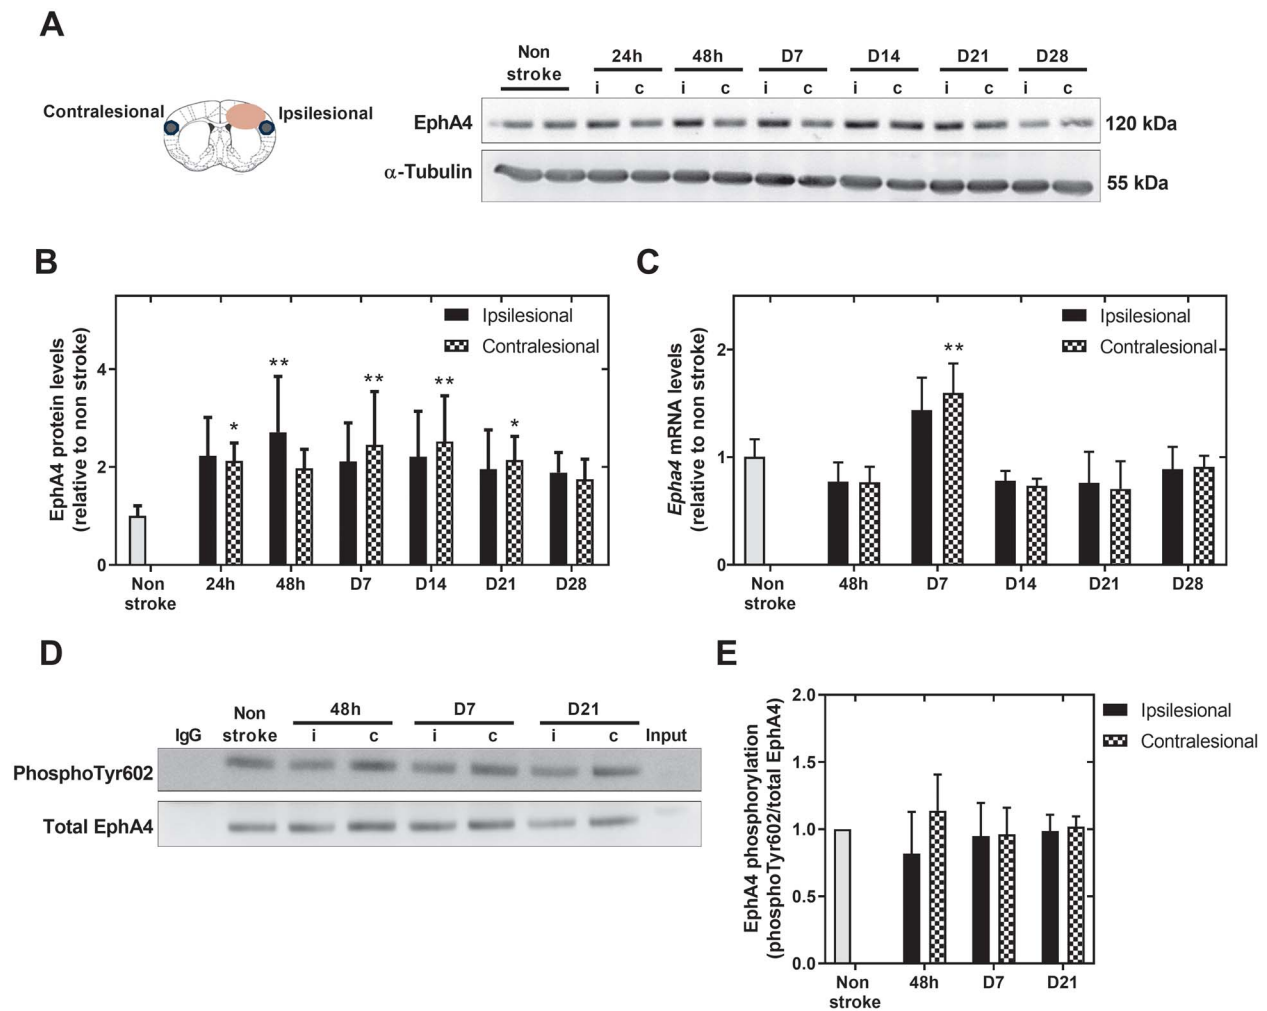 A
Non
stroke
24h 48h D7 D14 D21 D28
i c i c i c i c i c i c
Contralesional Ipsilesional
EphA4 120 kDa
α-Tubulin 55 kDa
B
EphA4 protein levels
(relative to non stroke)
Ipsilesional
Contralesional
4
2
0
* ** ** ** *
Non
stroke
24h 48h D7 D14 D21 D28
C
Epha4 mRNA levels
(relative to non stroke)
Ipsilesional
Contralesional
2
1
0
**
Non
stroke
48h D7 D14 D21 D28
D
IgG
Non
stroke
48h D7 D21
i c i c i c
Input
PhosphoTyr602
Total EphA4
E
EphA4 phosphorylation
(phosphoTyr602/total EphA4)
Ipsilesional
Contralesional
2.0
1.5
1.0
0.5
0.0
Non
stroke
48h D7 D21